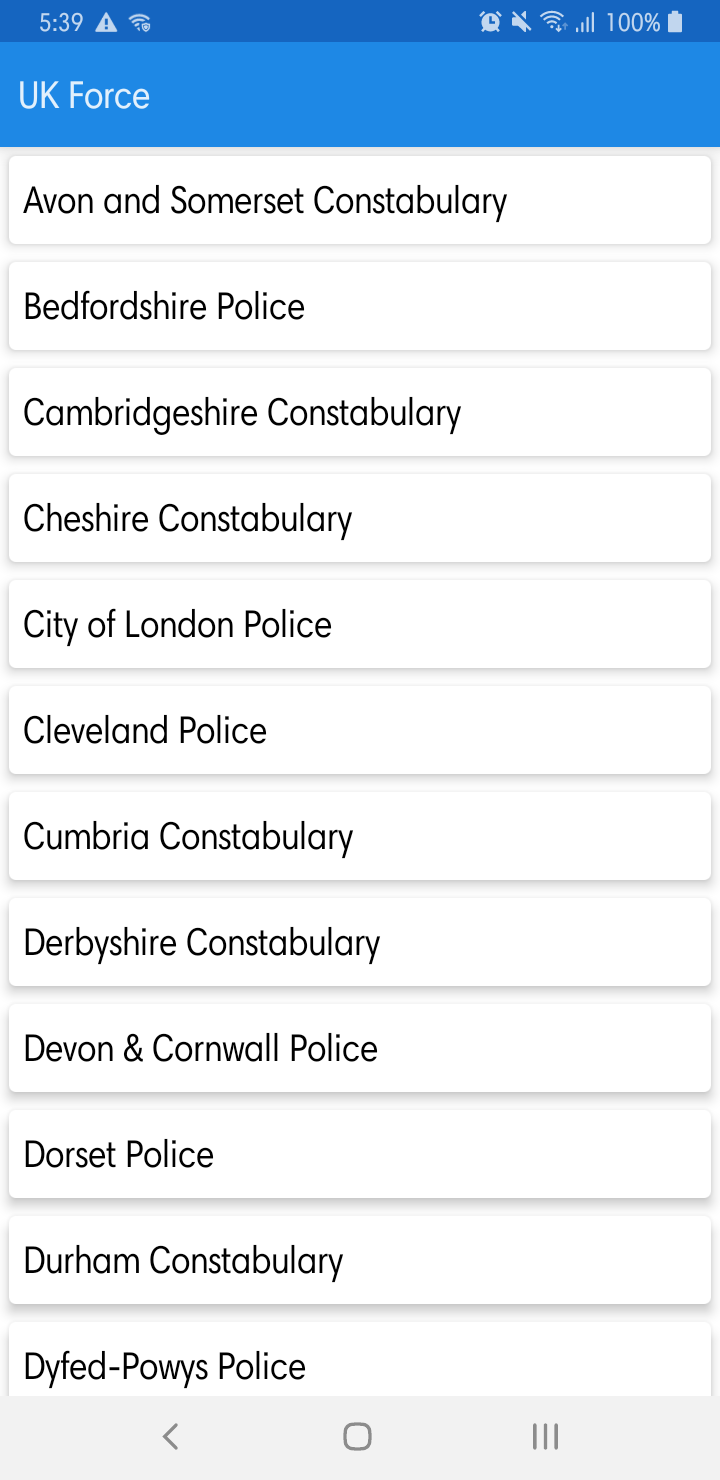 5:39 100%
UK Force
Avon and Somerset Constabulary
Bedfordshire Police
Cambridgeshire Constabulary
Cheshire Constabulary
City of London Police
Cleveland Police
Cumbria Constabulary
Derbyshire Constabulary
Devon & Cornwall Police
Dorset Police
Durham Constabulary
Dyfed-Powys Police